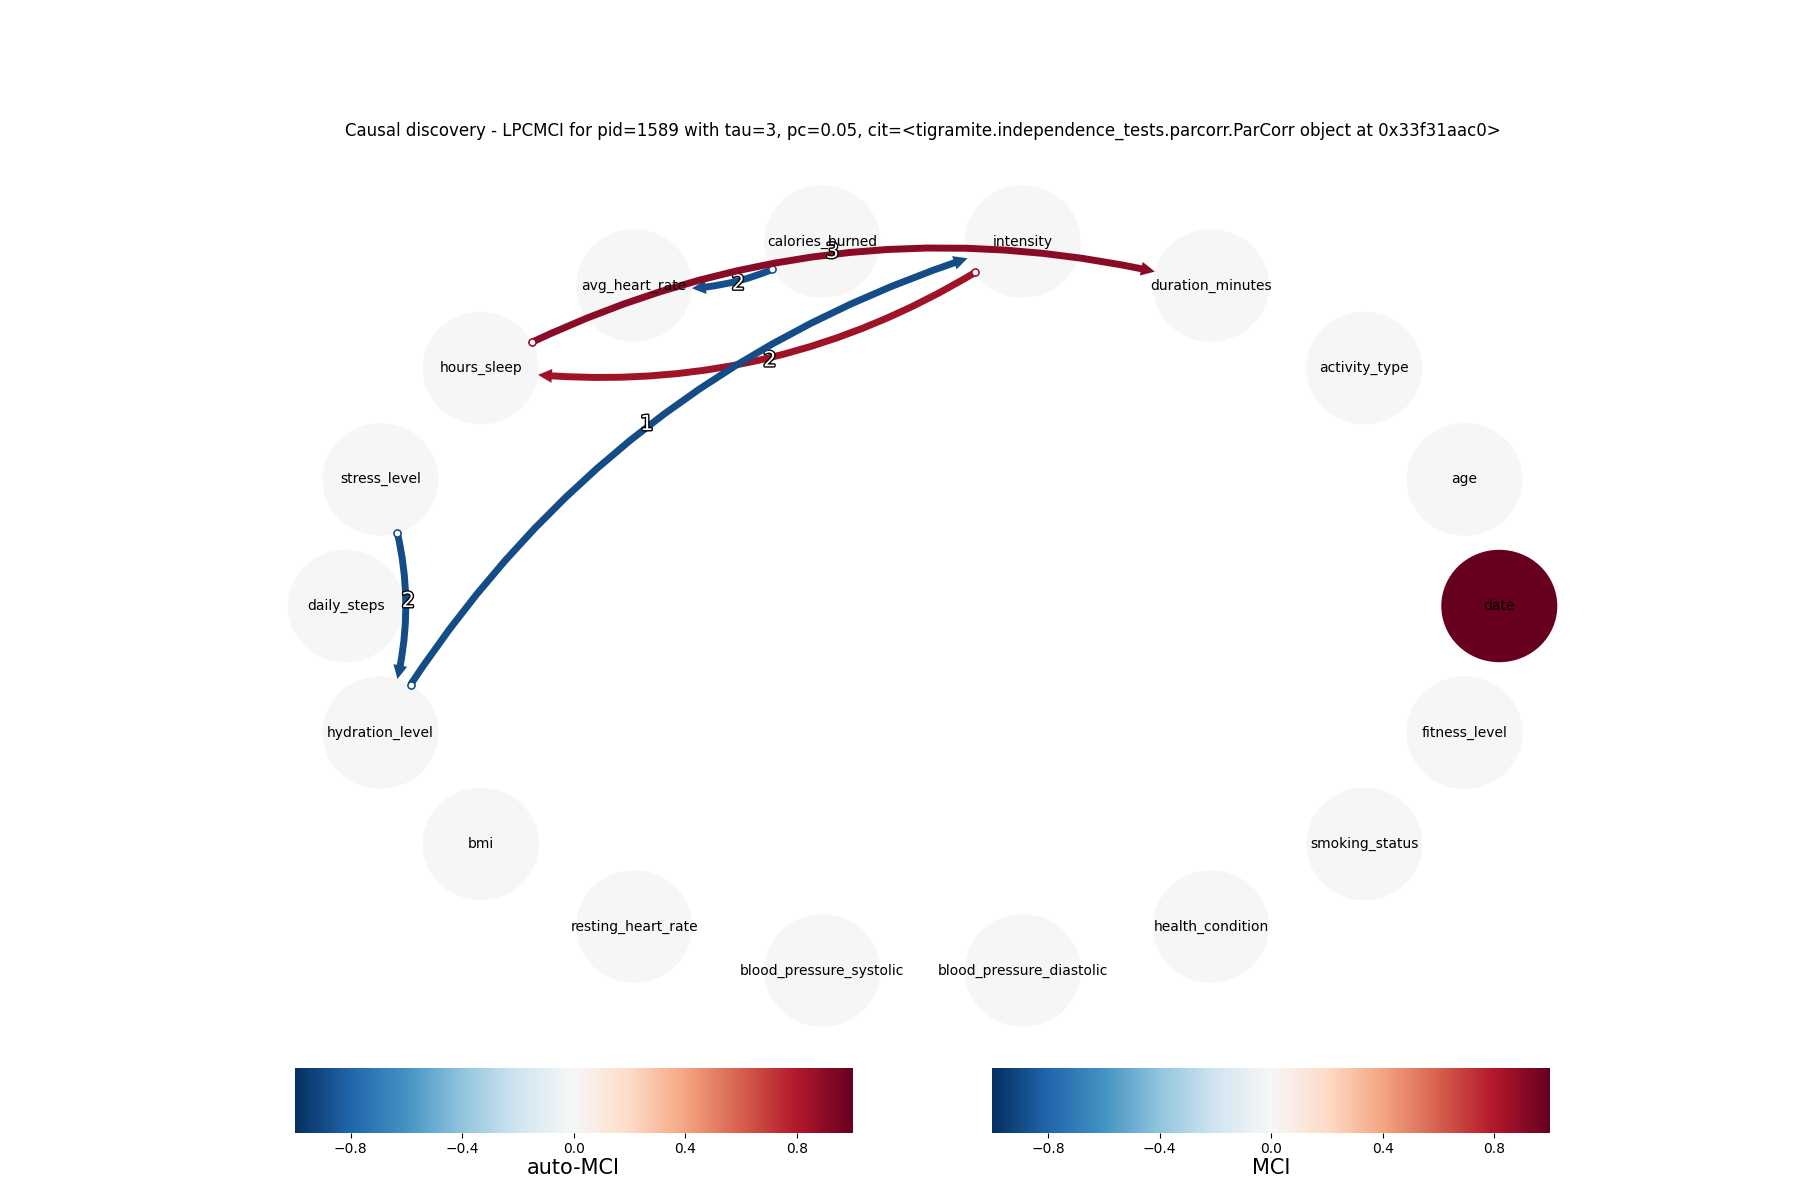 Causal discovery - LPCMCI for pid=1589 with tau=3, pc=0.05, cit=<tigramite.independence_tests.parcorr.ParCorr object at 0x33f31aac0>
calories_burned
intensity
3
avg_heart_rate
2
duration_minutes
hours_sleep
2
activity_type
1
stress_level
age
daily_steps
2
date
hydration_level
fitness_level
bmi
smoking_status
resting_heart_rate
health_condition
blood_pressure_systolic
blood_pressure_diastolic
−0.8 −0.4 0.0 0.4 0.8
auto-MCI
−0.8 −0.4 0.0 0.4 0.8
MCI